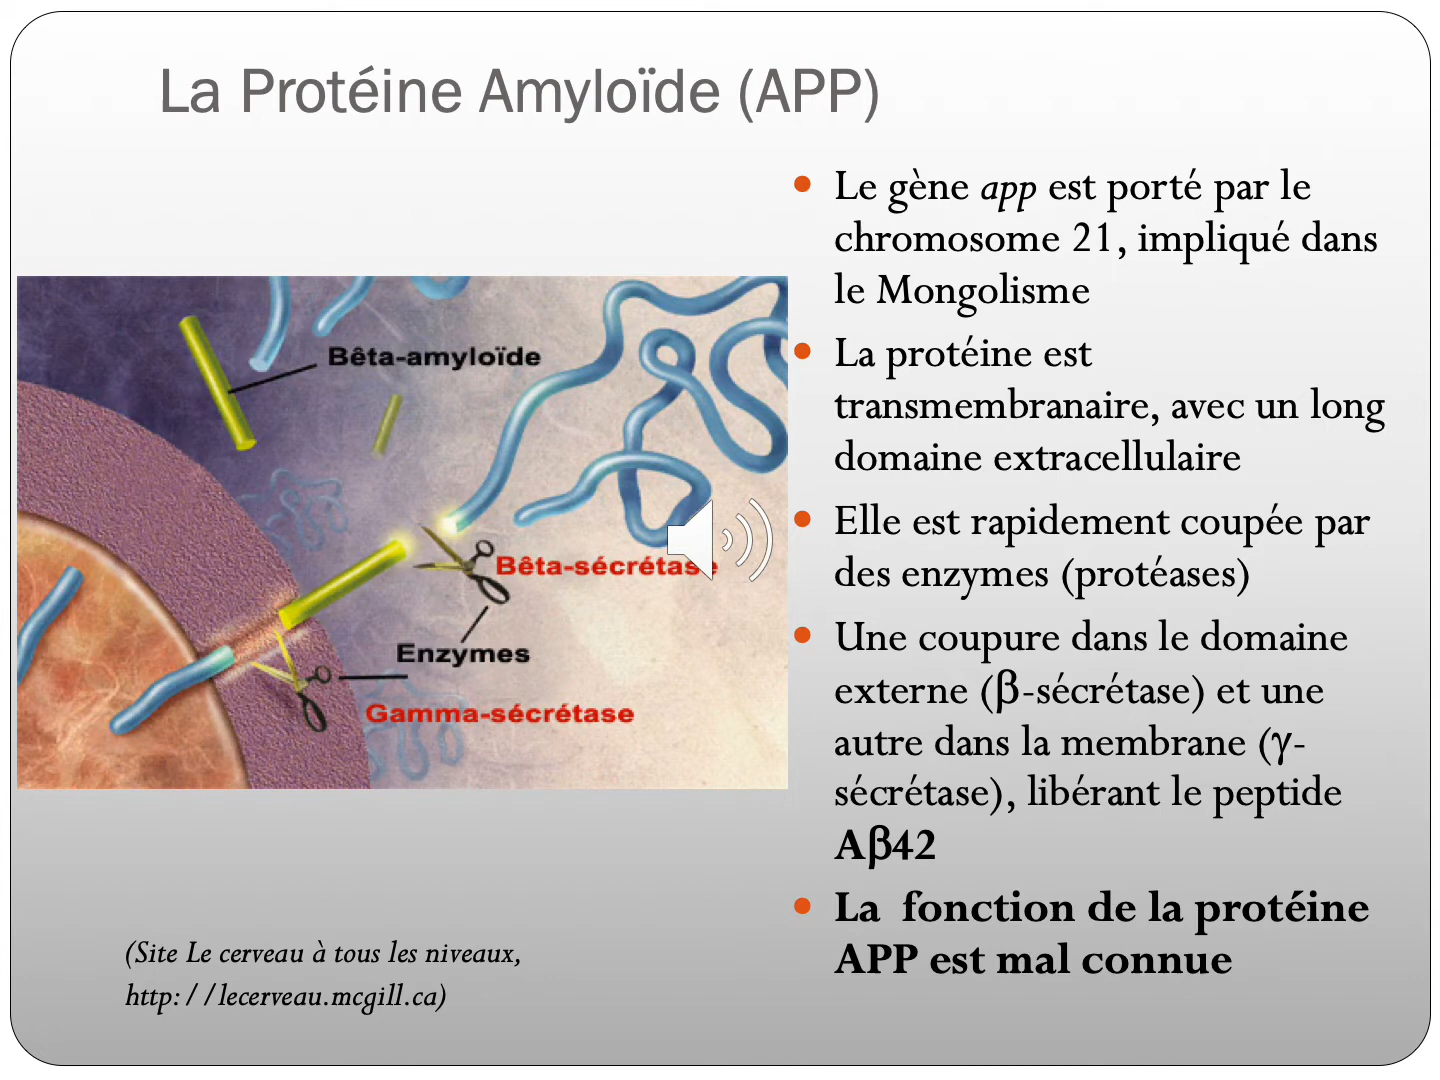 La Protéine Amyloïde (APP)
Bêta-amyloïde
Bêta-sécrétase
Enzymes
Gamma-sécrétase
(Site Le cerveau à tous les niveaux,
http://lecerveau.mcgill.ca)
• Le gène app est porté par le
chromosome 21, impliqué dans
le Mongolisme
• La protéine est
transmembranaire, avec un long
domaine extracellulaire
• Elle est rapidement coupée par
des enzymes (protéases)
• Une coupure dans le domaine
externe (β-sécrétase) et une
autre dans la membrane (γ-
sécrétase), libérant le peptide
Aβ42
• La  fonction de la protéine
APP est mal connue